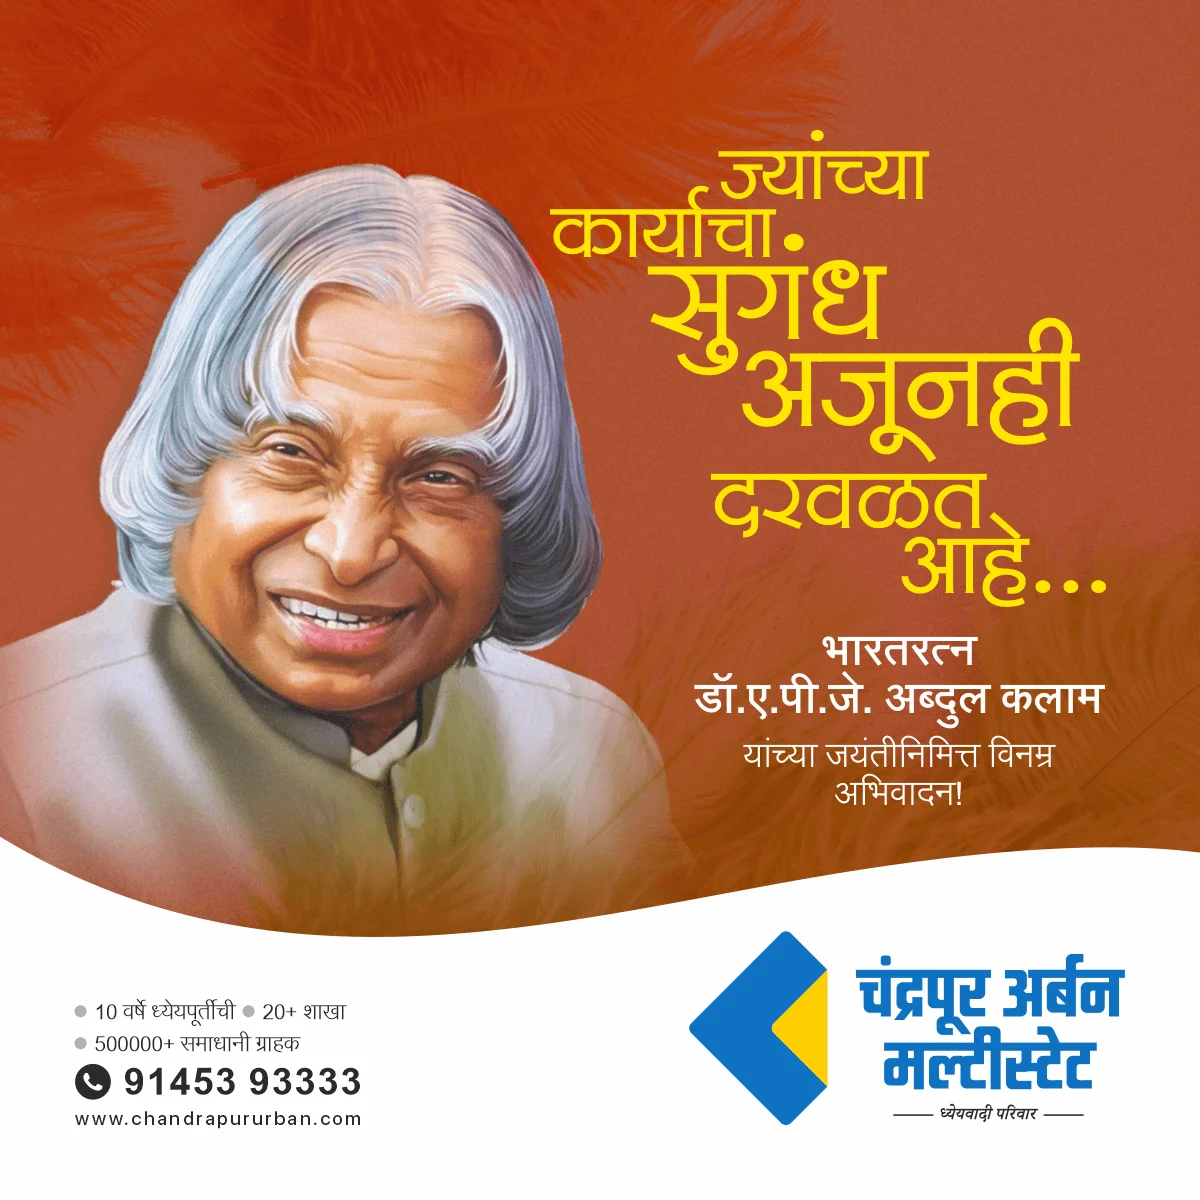 ज्यांच्या
कार्याचा
सुगंध
अजूनही
दरवळत
आहे...
भारतरत्न
डॉ.ए.पी.जे. अब्दुल कलाम
यांच्या जयंतीनिमित्त विनम्र
अभिवादन!
10 वर्षे ध्येयपूर्तीची 20+ शाखा
500000+ समाधानी ग्राहक
91453 93333
www.chandrapururban.com
चंद्रपूर अर्बन
मल्टीस्टेट
ध्येयवादी परिवार